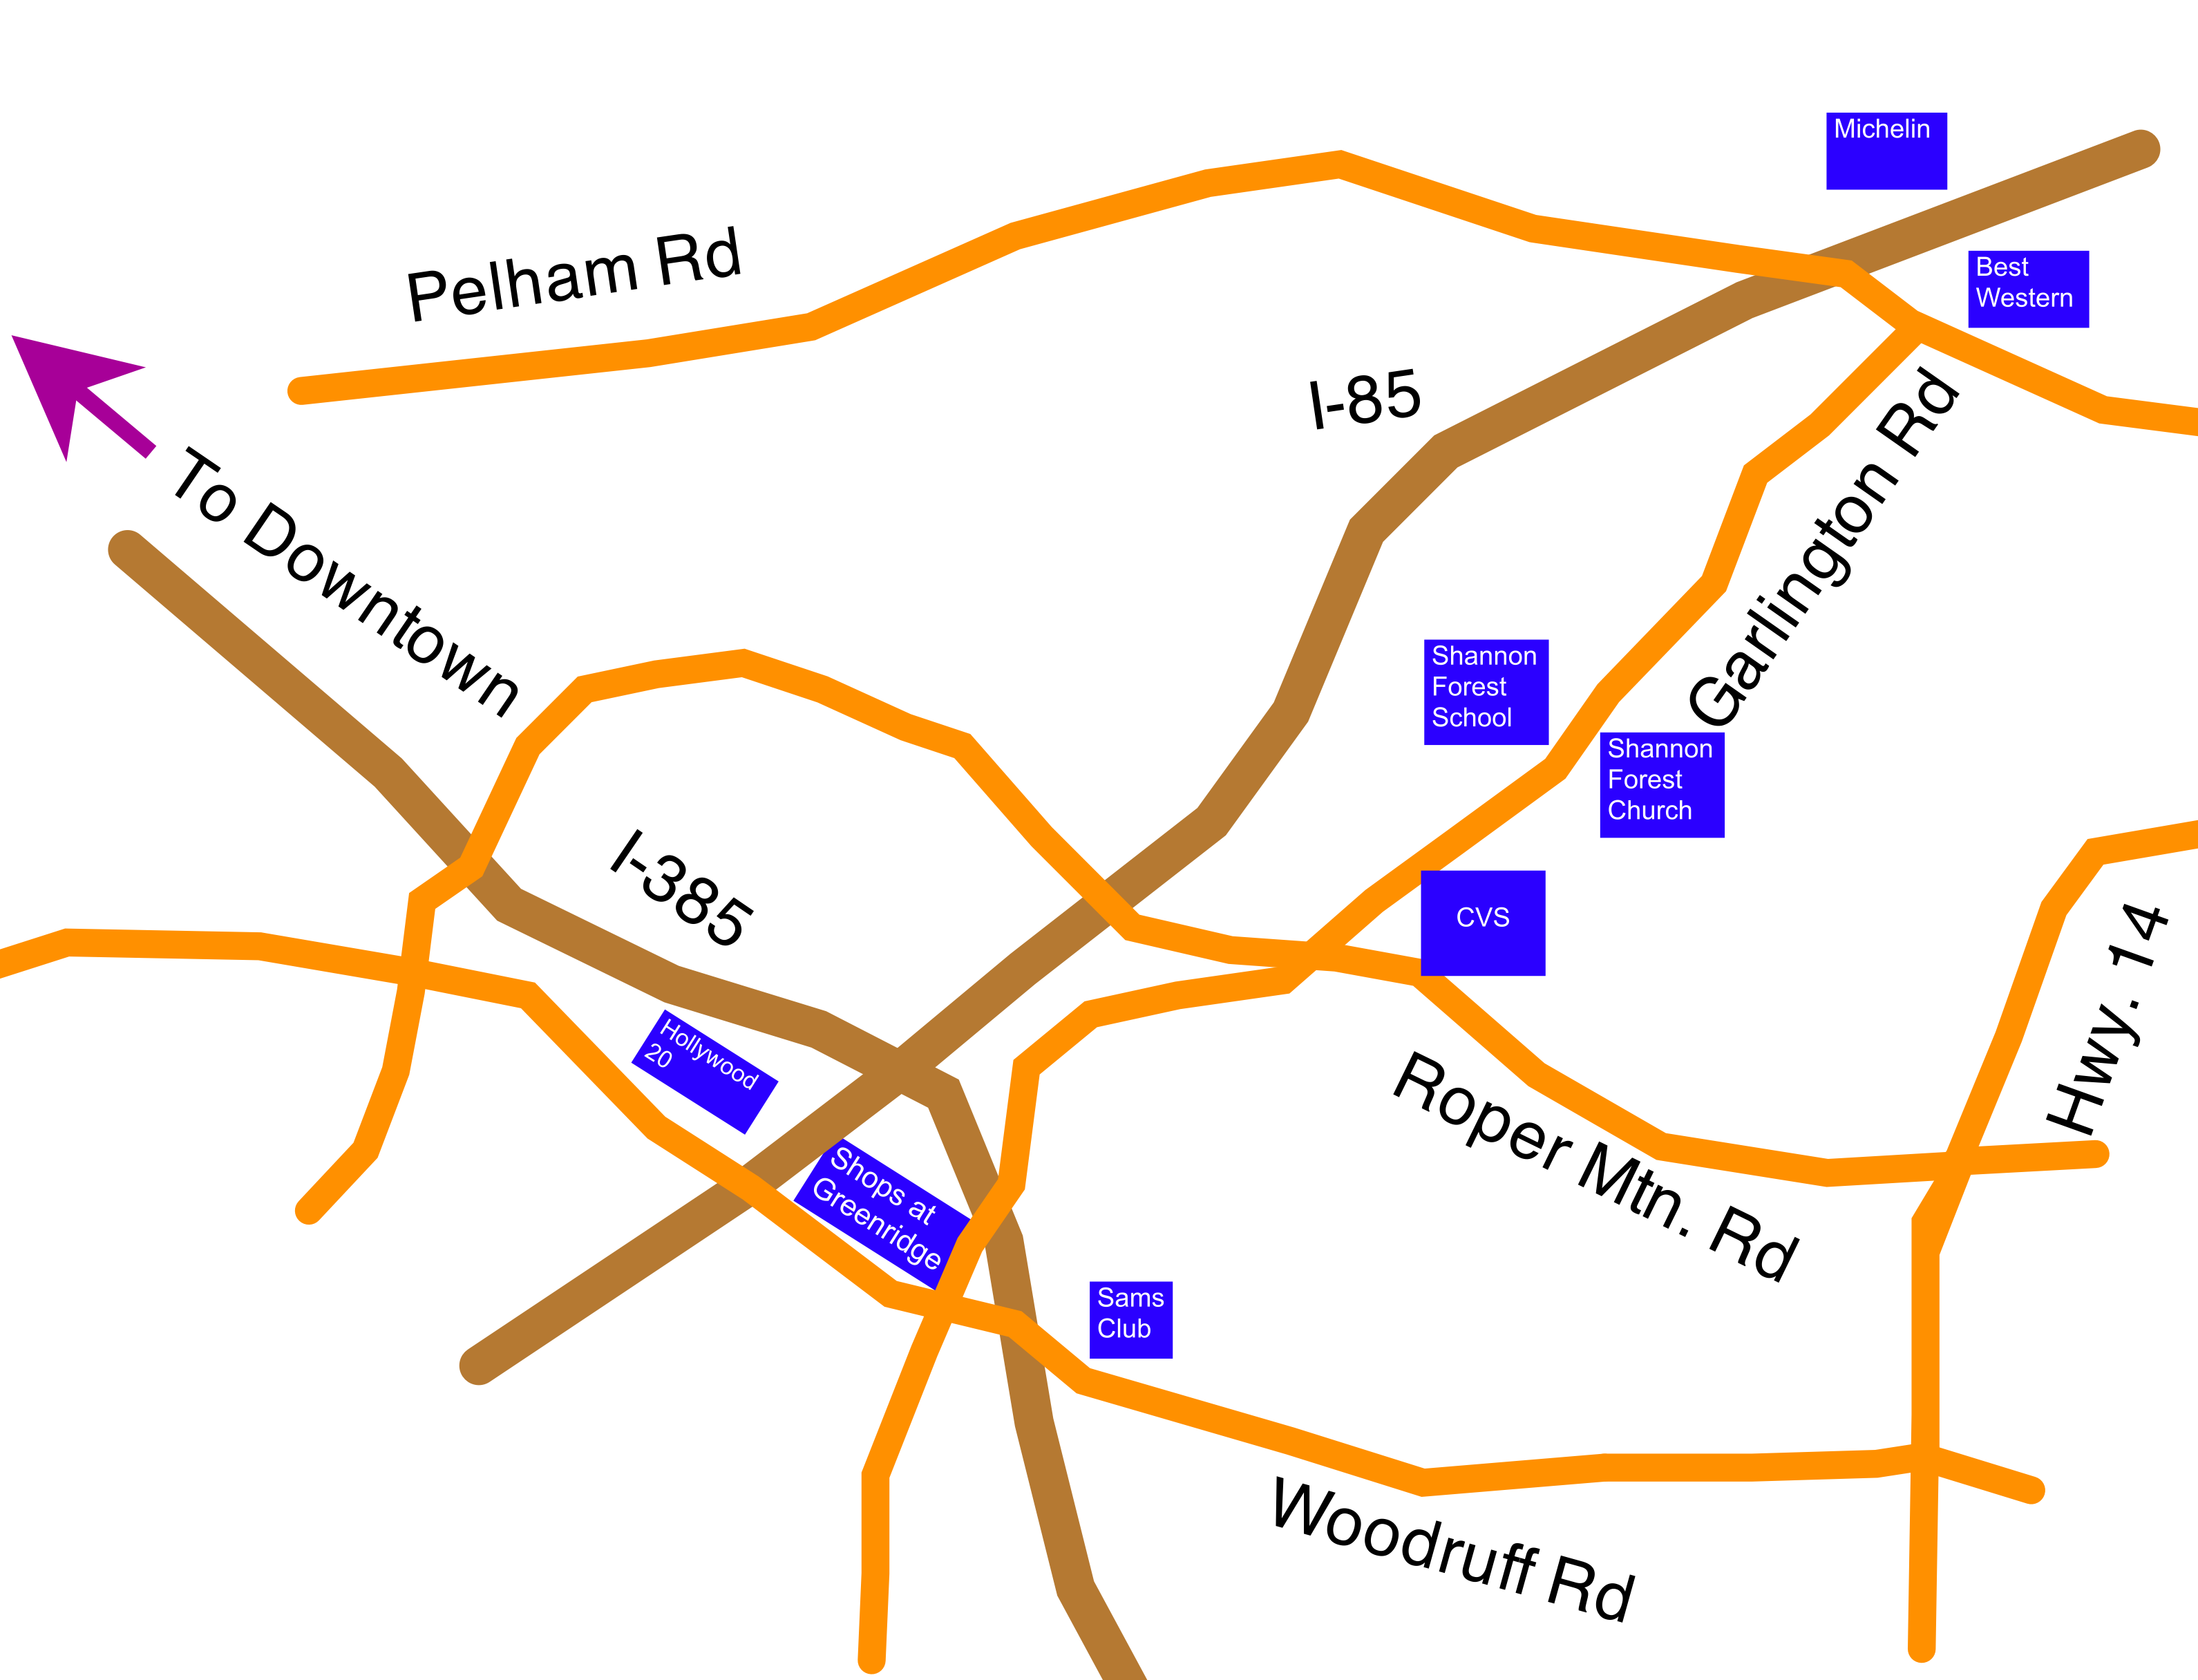 Michelin
Pelham Rd
Best
Western
I-85
To Downtown
Garlington Rd
Shannon
Forest
School
Shannon
Forest
Church
I-385
CVS
Hwy. 14
Hollywood
20
Roper Mtn. Rd
Shops at
Greenridge
Sams
Club
Woodruff Rd